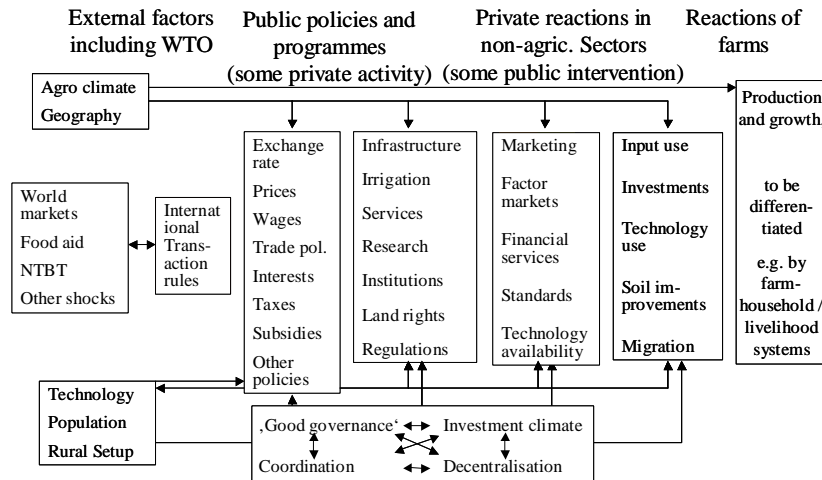 External factors
including WTO
Public policies and
programmes
(some private activity)
Private reactions in
non-agric. Sectors
(some public intervention)
Reactions of
farms
Agro climate
Geography
World
markets
Food aid
NTBT
Other shocks
Internat
ional
Trans-
action
rules
Technology
Population
Rural Setup
Exchange
rate
Prices
Wages
Trade pol.
Interests
Taxes
Subsidies
Other
policies
Infrastructure
Irrigation
Services
Research
Institutions
Land rights
Regulations
Marketing
Factor
markets
Financial
services
Standards
Technology
availability
Input use
Investments
Technology
use
Soil im-
provements
Migration
Production
and growth,
to be
differen-
tiated
e.g. by
farm-
household /
livelihood
systems
‚Good governance‘
Investment climate
Coordination
Decentralisation